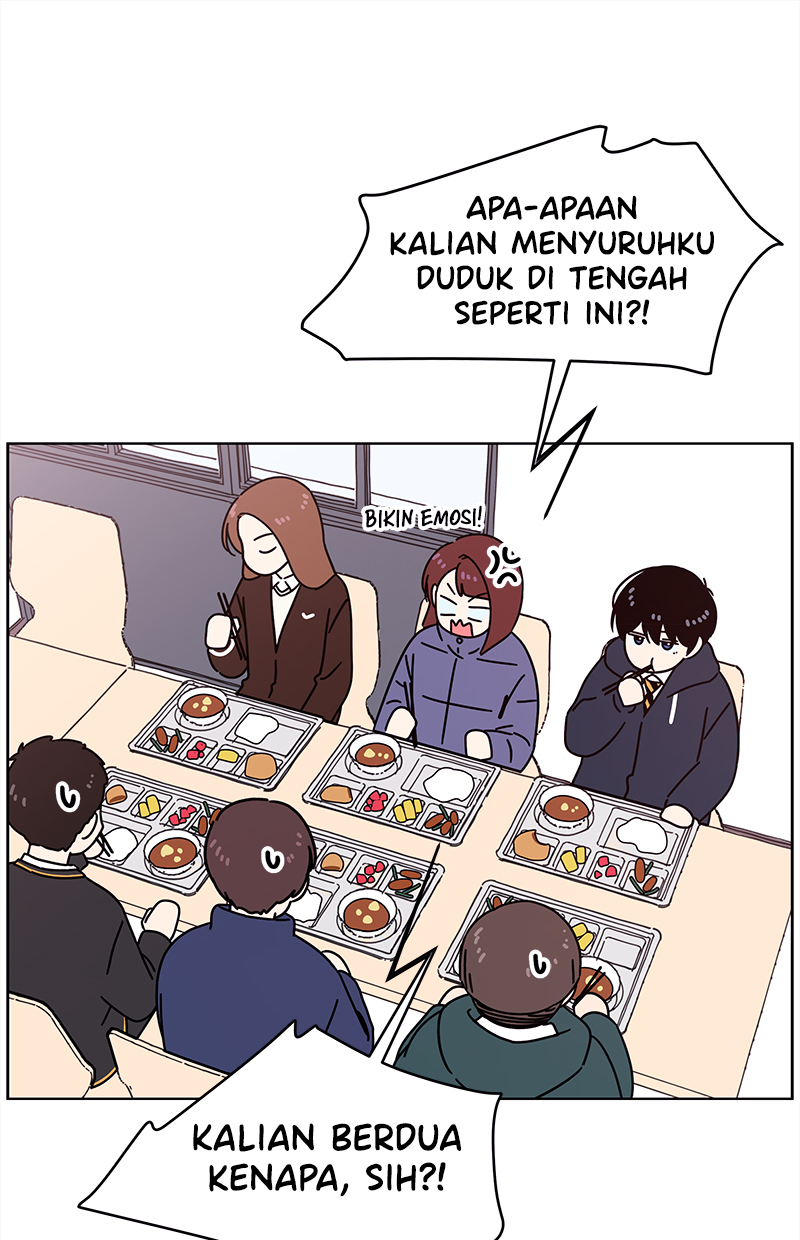 APA-APAAN
KALIAN MENYURUHKU
DUDUK DI TENGAH
SEPERTI INI?!
BIKIN EMOSI!
KALIAN BERDUA
KENAPA, SIH?!